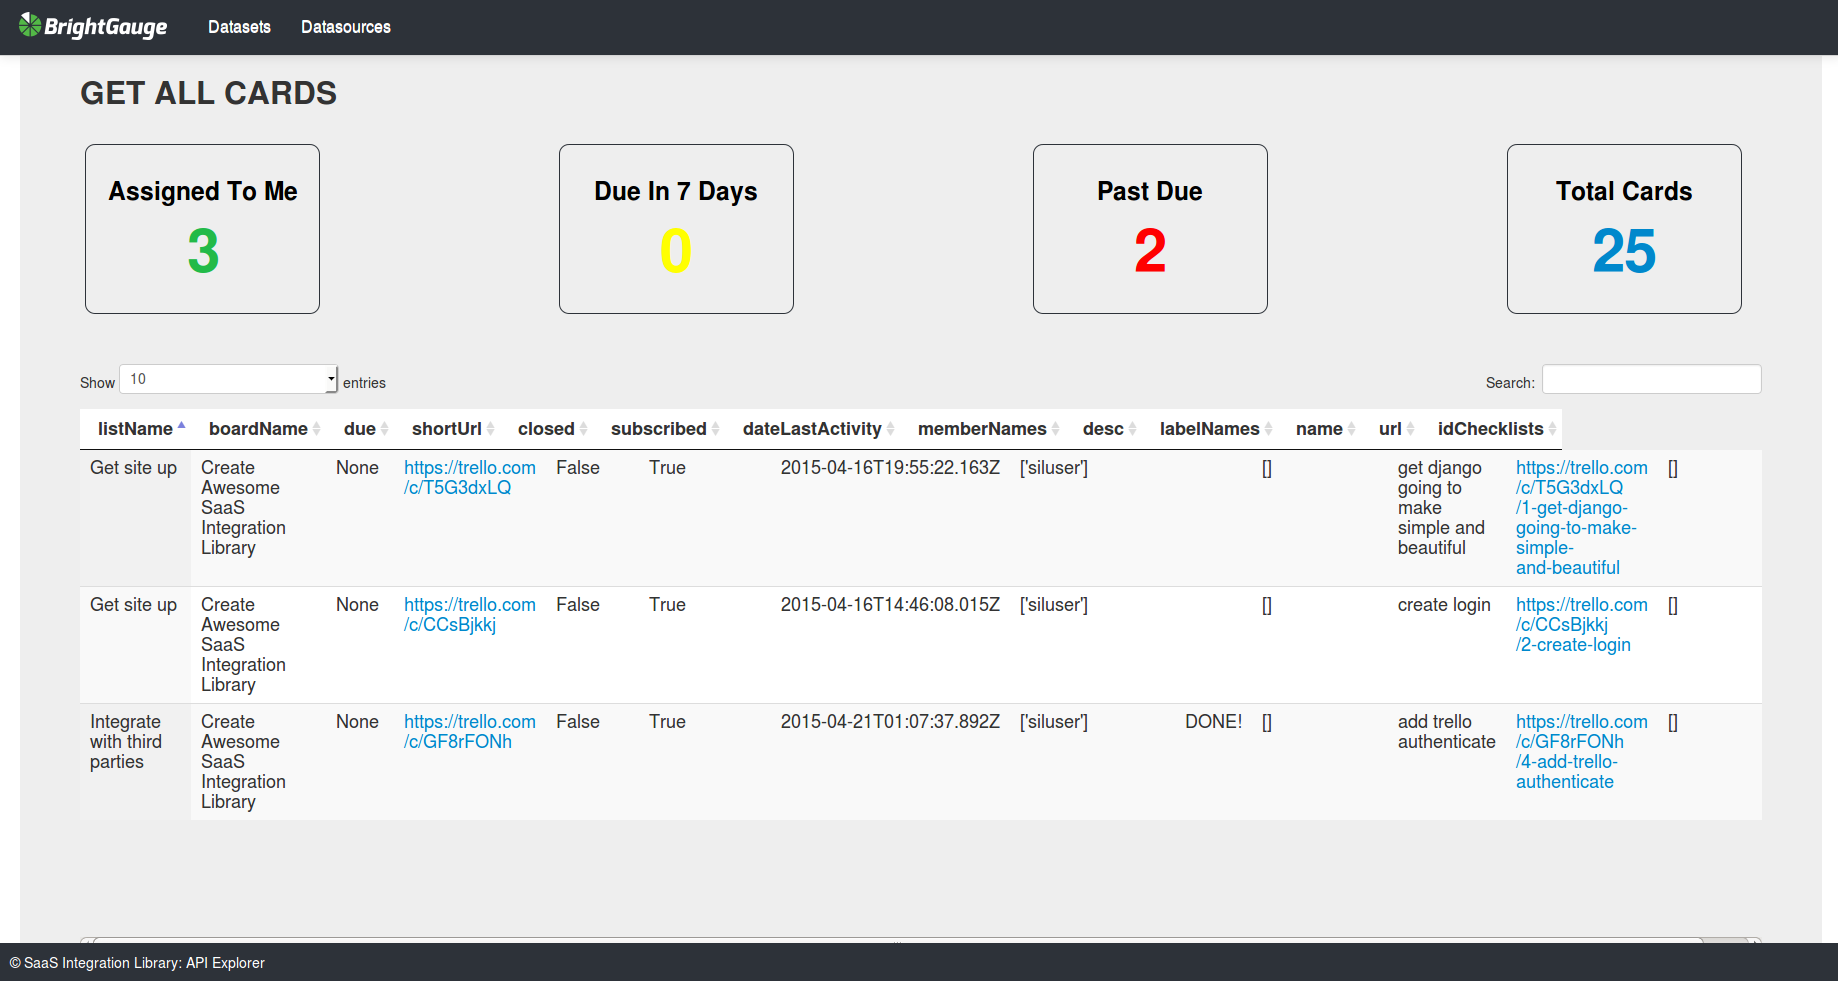 BrightGauge Datasets Datasources
GET ALL CARDS
Assigned To Me
3
Due In 7 Days
0
Past Due
2
Total Cards
25
Show 10 entries
Search:
listName boardName due shortUrl closed subscribed dateLastActivity memberNames desc labelNames name url idChecklists
Get site up
Create
Awesome
SaaS
Integration
Library
None
https://trello.com
/c/T5G3dxLQ
False
True
2015-04-16T19:55:22.163Z
['siluser']
[]
get django
going to
make
simple and
beautiful
https://trello.com
/c/T5G3dxLQ
/1-get-django-
going-to-make-
simple-
and-beautiful
[]
Get site up
Create
Awesome
SaaS
Integration
Library
None
https://trello.com
/c/CCsBjkkj
False
True
2015-04-16T14:46:08.015Z
['siluser']
[]
create login
https://trello.com
/c/CCsBjkkj
/2-create-login
[]
Integrate
with third
parties
Create
Awesome
SaaS
Integration
Library
None
https://trello.com
/c/GF8rFONh
False
True
2015-04-21T01:07:37.892Z
['siluser']
DONE!
[]
add trello
authenticate
https://trello.com
/c/GF8rFONh
/4-add-trello-
authenticate
[]
© SaaS Integration Library: API Explorer